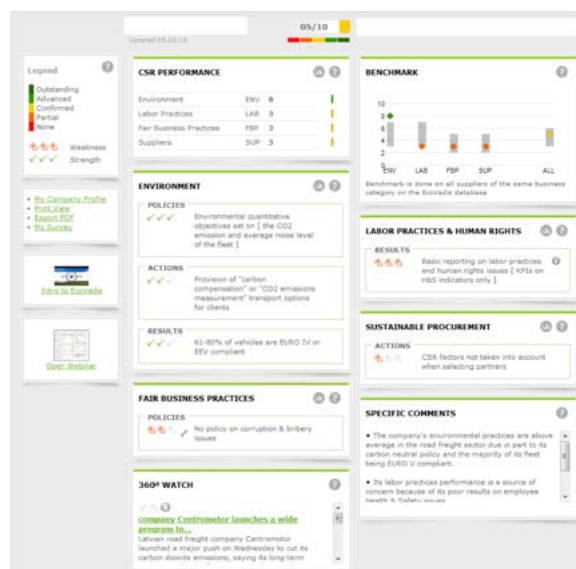 05/10
updated 05.10.10
Legend
Outstanding
Advanced
Confirmed
Partial
None
Weakness
Strength
• My Company Profile
• Print View
• Export PDF
• My Survey
Intro to EcoVadis
Open Webinar
CSR PERFORMANCE
Environment ENV 8
Labor Practices LAB 3
Fair Business Practices FBP 3
Suppliers SUP 3
ENVIRONMENT
POLICIES
Environmental quantitative
objectives set on [ the CO2
emission and average noise level
of the fleet ]
ACTIONS
Provision of "carbon
compensation" or "CO2 emissions
measurement" transport options
for clients
RESULTS
61-80% of vehicles are EURO IV or
EEV compliant
FAIR BUSINESS PRACTICES
POLICIES
No policy on corruption & bribery
issues
360º WATCH
company Centromotor launches a wide
program to...
Latvian road freight company Centromotor
launched a major push on Wednesday to cut its
carbon dioxide emissions, saying its long-term
BENCHMARK
10
8
6
4
2
0
ENV LAB FBP SUP ALL
Benchmark is done on all suppliers of the same business
category on the EcoVadis database
LABOR PRACTICES & HUMAN RIGHTS
RESULTS
Basic reporting on labor practices
and human rights issues [ KPIs on
H&S indicators only ]
SUSTAINABLE PROCUREMENT
ACTIONS
CSR factors not taken into account
when selecting partners
SPECIFIC COMMENTS
• The company's environmental practices are above
average in the road freight sector due in part to its
carbon neutral policy and the majority of its fleet
being EURO V compliant.
• Its labor practices performance is a source of
concern because of its poor results on employee
Health & Safety issues